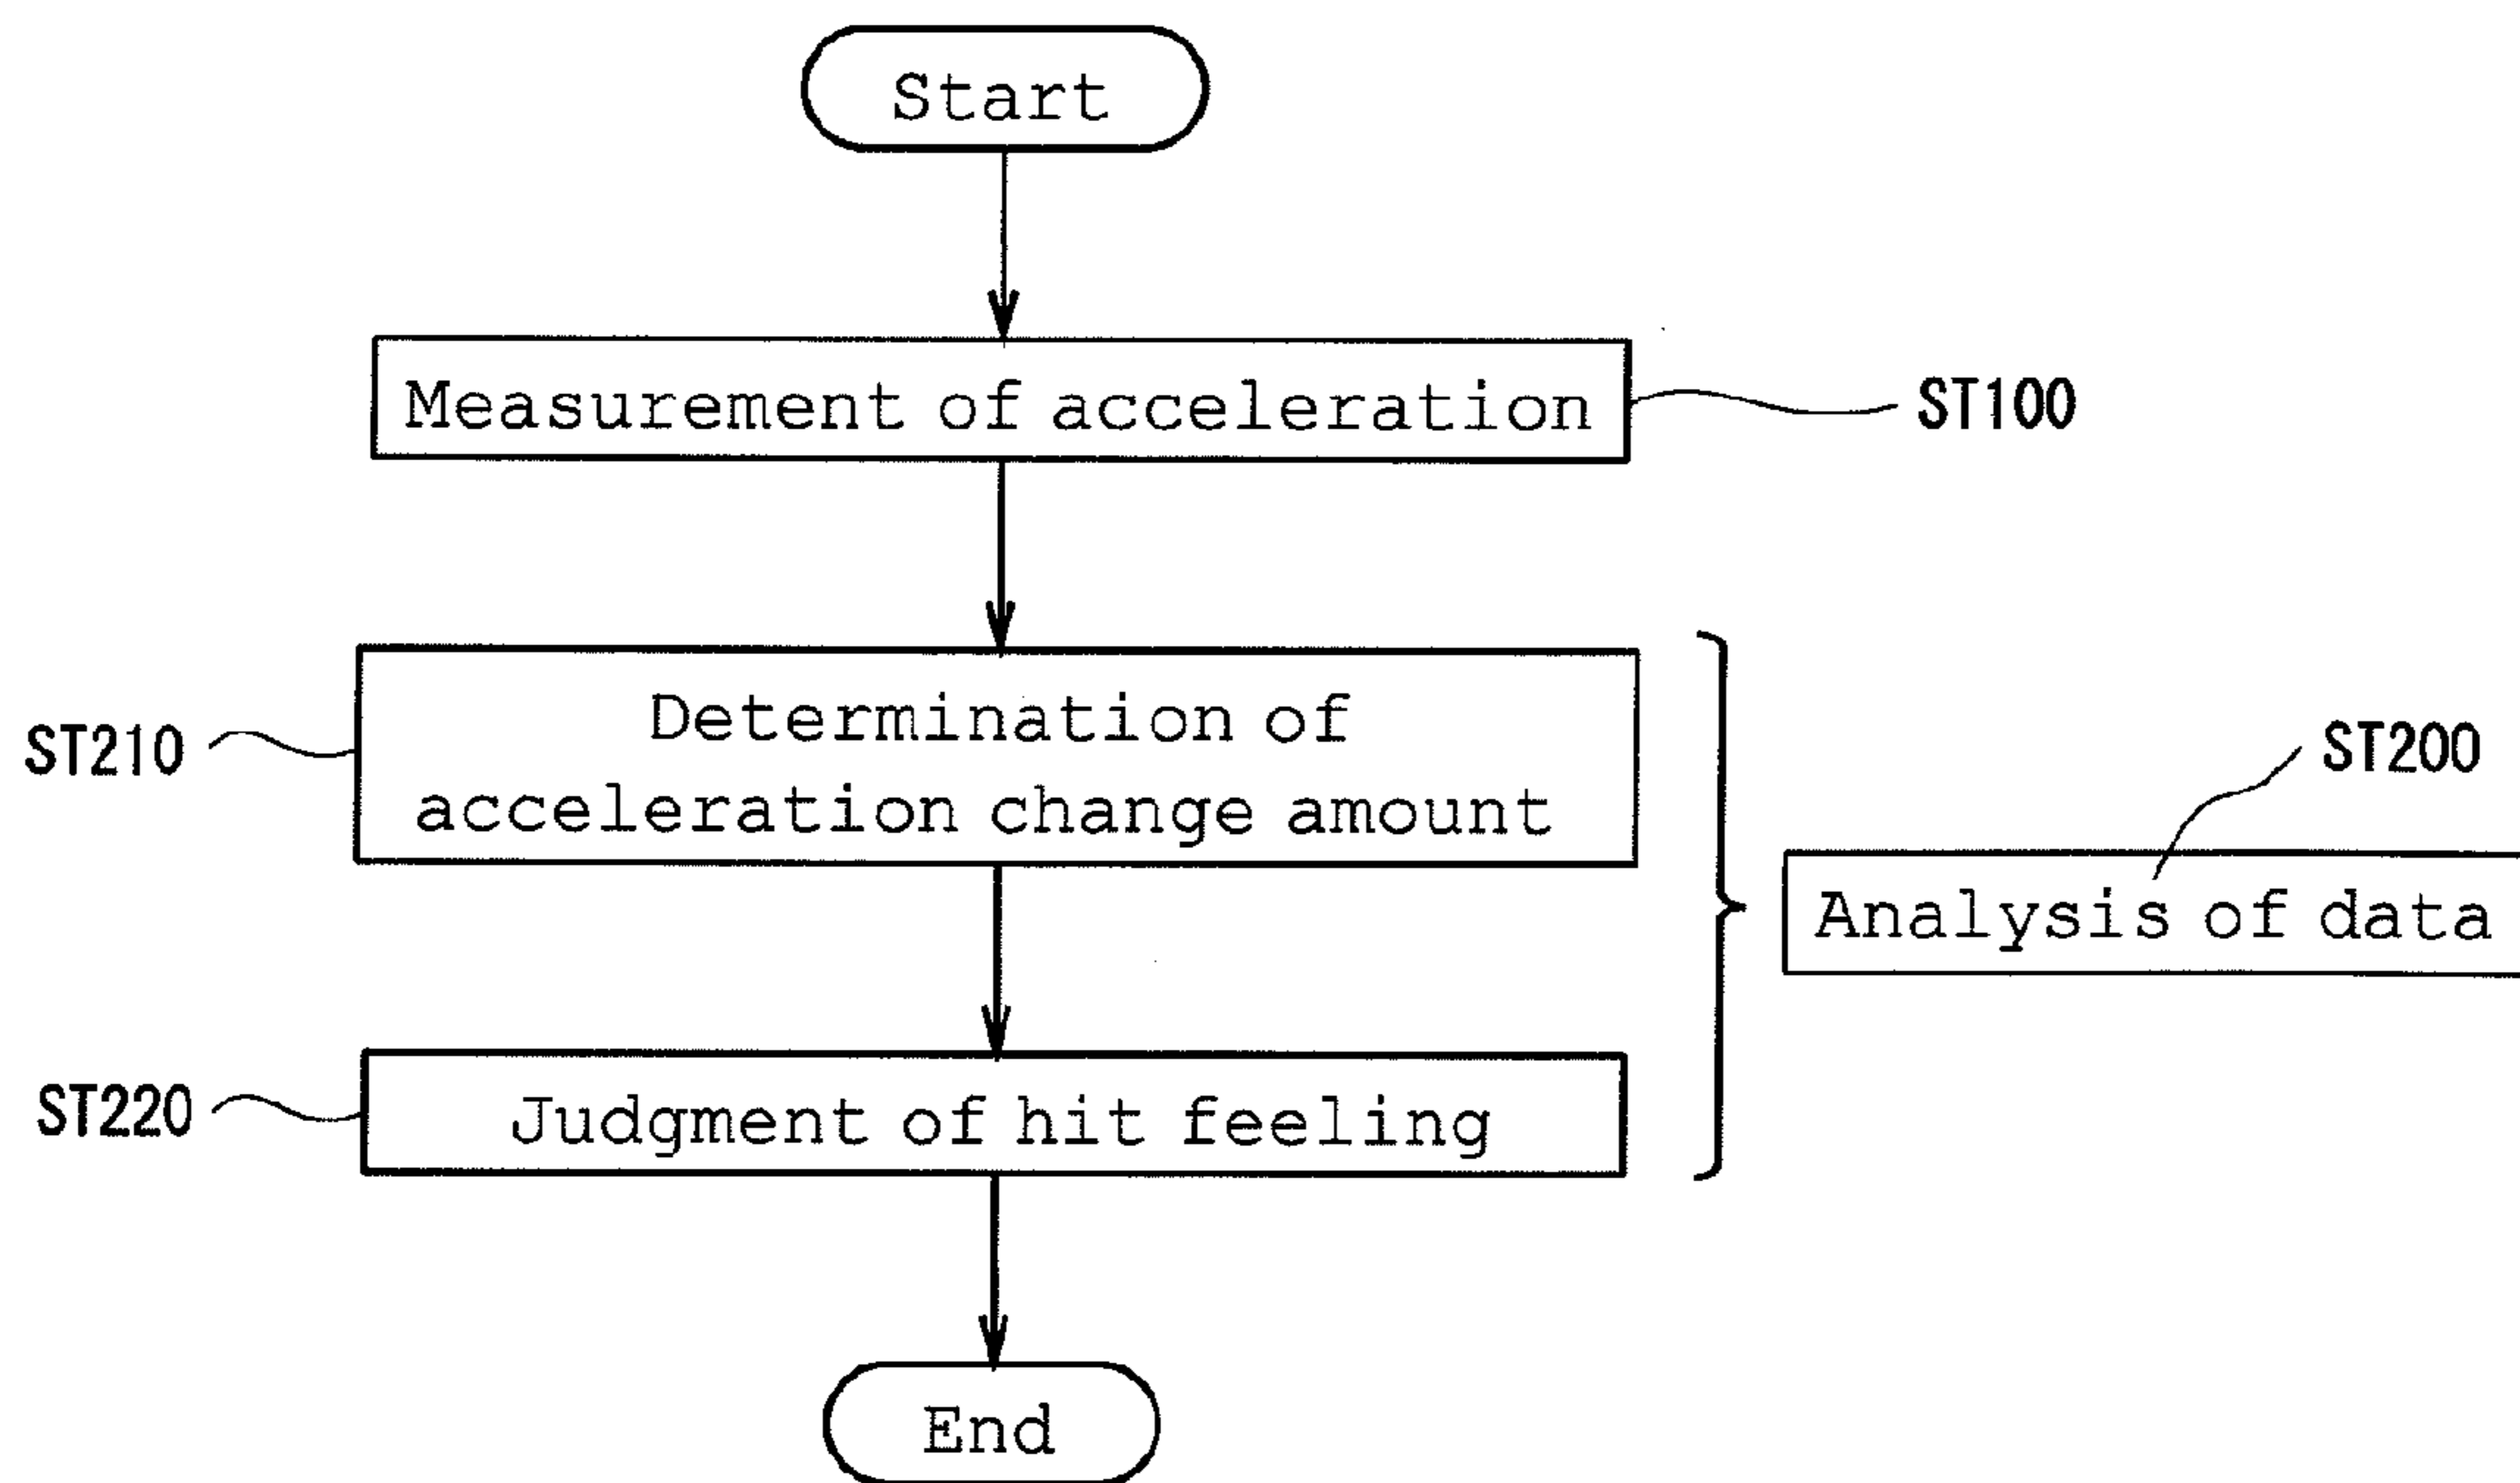 Start
Measurement of acceleration
ST100
Determination of
acceleration change amount
ST210
ST200
Analysis of data
Judgment of hit feeling
ST220
End